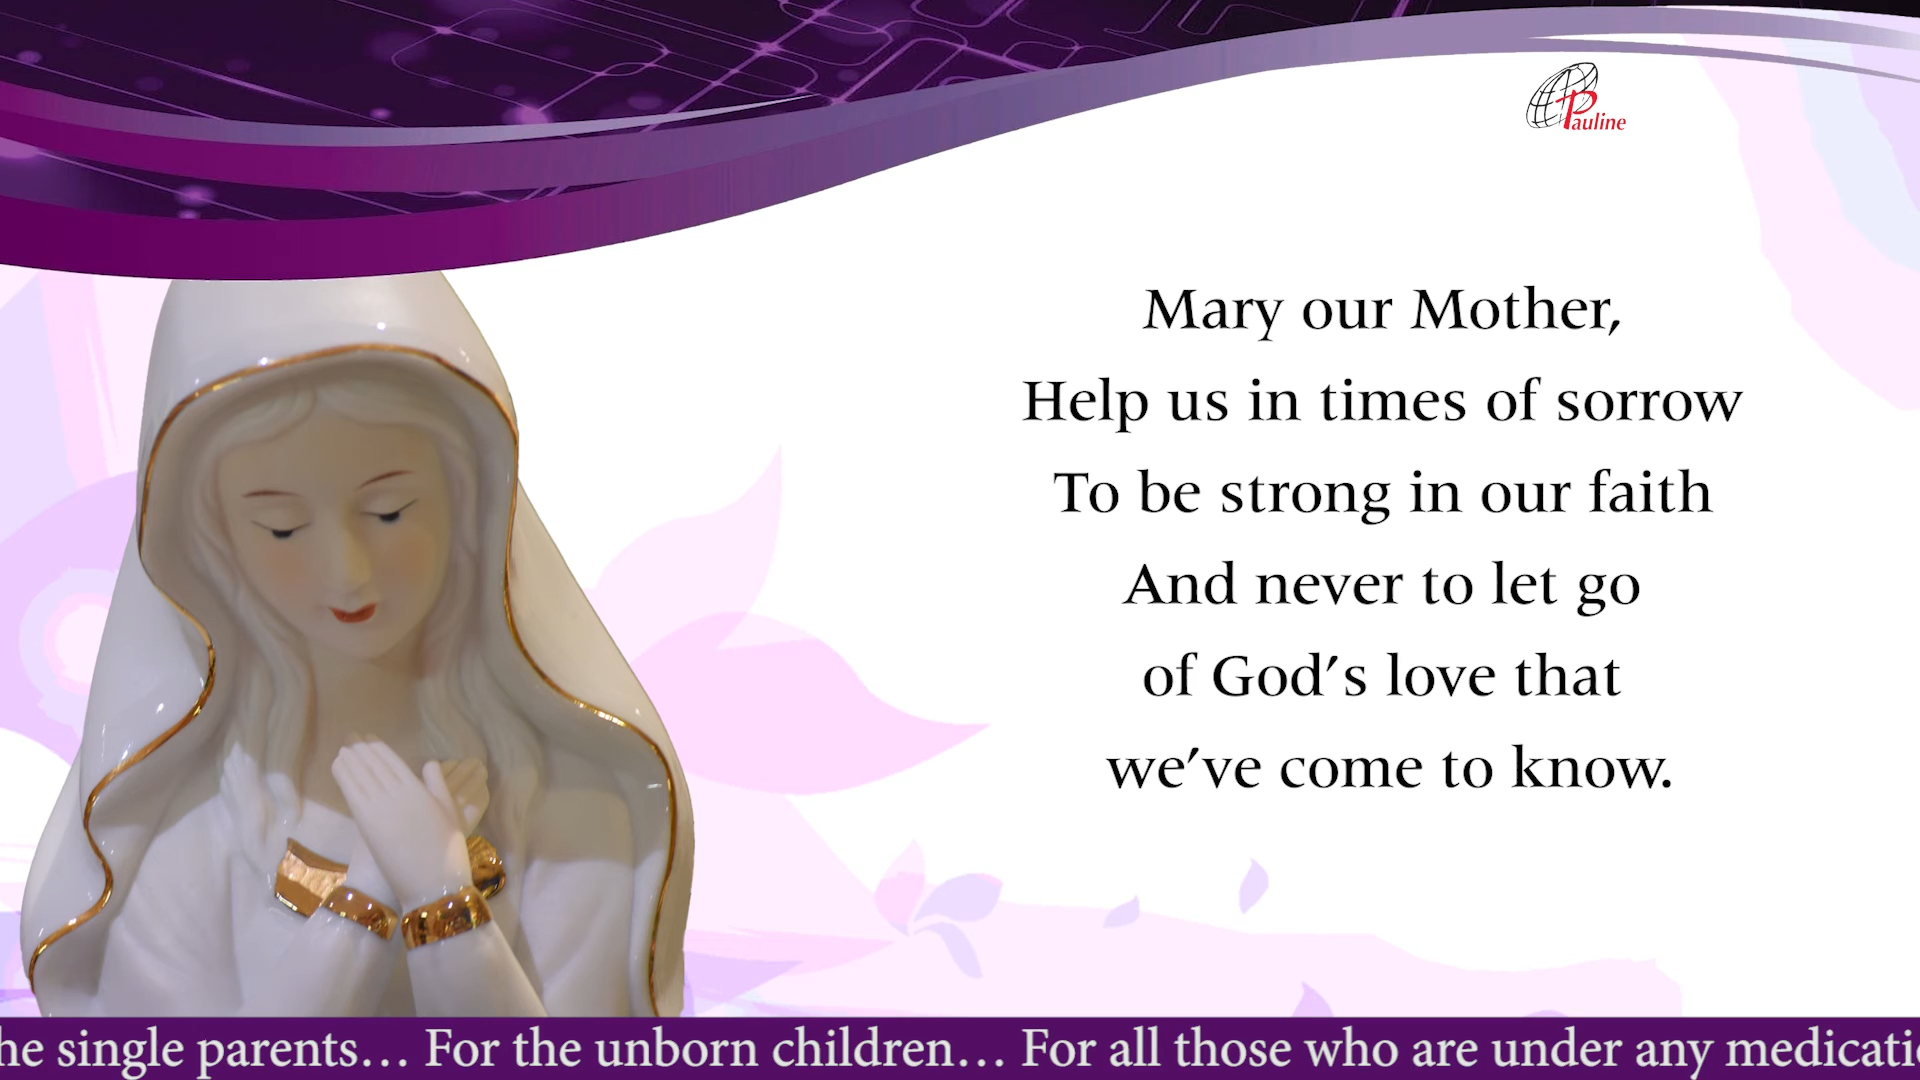 Pauline
Mary our Mother,
Help us in times of sorrow
To be strong in our faith
And never to let go
of God's love that
we've come to know.
he single parents… For the unborn children… For all those who are under any medicati